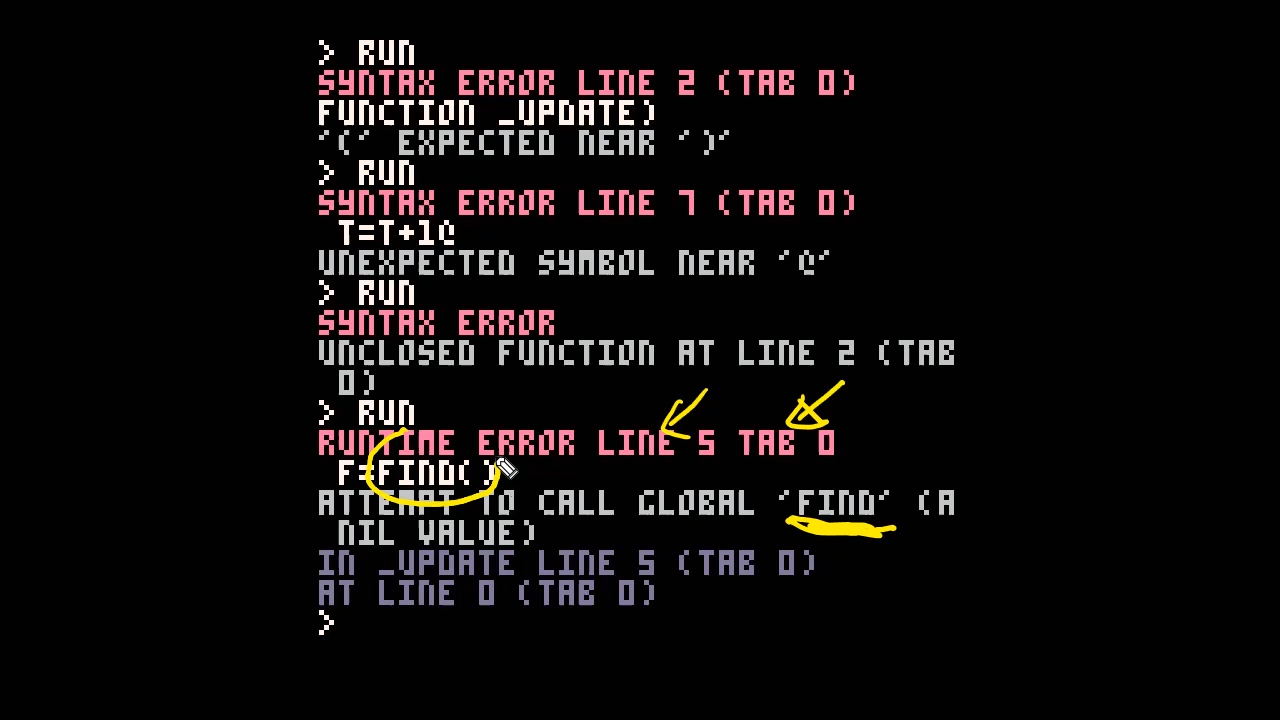 > RUN
SYNTAX ERROR LINE 2 (TAB 0)
FUNCTION _UPDATE)
'(' EXPECTED NEAR ')'
> RUN
SYNTAX ERROR LINE 7 (TAB 0)
T=T+1@
UNEXPECTED SYMBOL NEAR '@'
> RUN
SYNTAX ERROR
UNCLOSED FUNCTION AT LINE 2 (TAB
0)
> RUN
RUNTIME ERROR LINE 5 TAB 0
F=FIND()
ATTEMPT TO CALL GLOBAL 'FIND' (A
NIL VALUE)
IN _UPDATE LINE 5 (TAB 0)
AT LINE 0 (TAB 0)
>